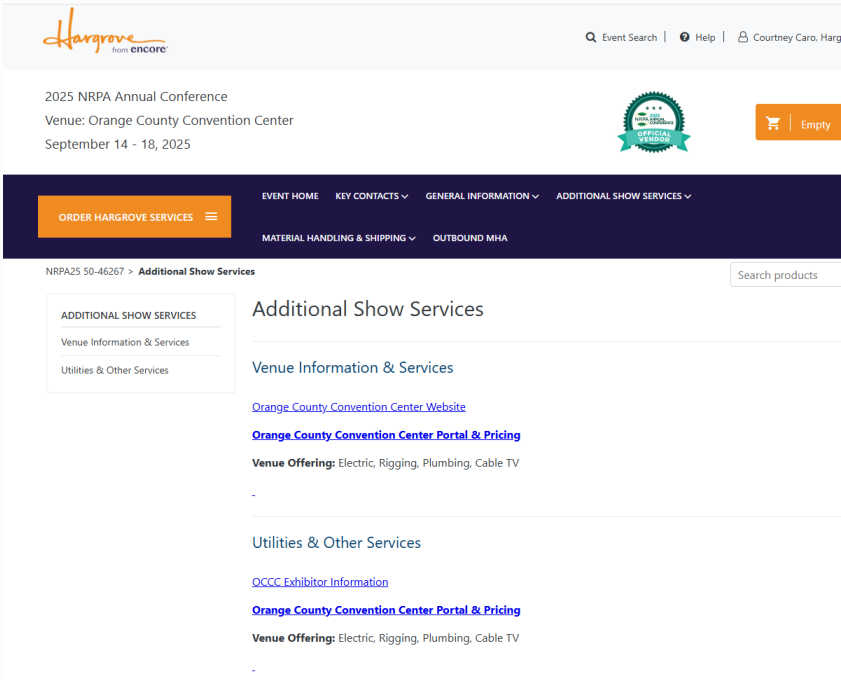 Hargrove
from encore
Event Search | Help | Courtney Caro, Harg
2025 NRPA Annual Conference
Venue: Orange County Convention Center
September 14 - 18, 2025
2025
NRPA ANNUAL
CONFERENCE
OFFICIAL
VENDOR
Empty
ORDER HARGROVE SERVICES
EVENT HOME KEY CONTACTS GENERAL INFORMATION ADDITIONAL SHOW SERVICES
MATERIAL HANDLING & SHIPPING OUTBOUND MHA
NRPA25 50-46267 > Additional Show Services
Search products
ADDITIONAL SHOW SERVICES
Venue Information & Services
Utilities & Other Services
Additional Show Services
Venue Information & Services
Orange County Convention Center Website
Orange County Convention Center Portal & Pricing
Venue Offering: Electric, Rigging, Plumbing, Cable TV
-
Utilities & Other Services
OCCC Exhibitor Information
Orange County Convention Center Portal & Pricing
Venue Offering: Electric, Rigging, Plumbing, Cable TV
-